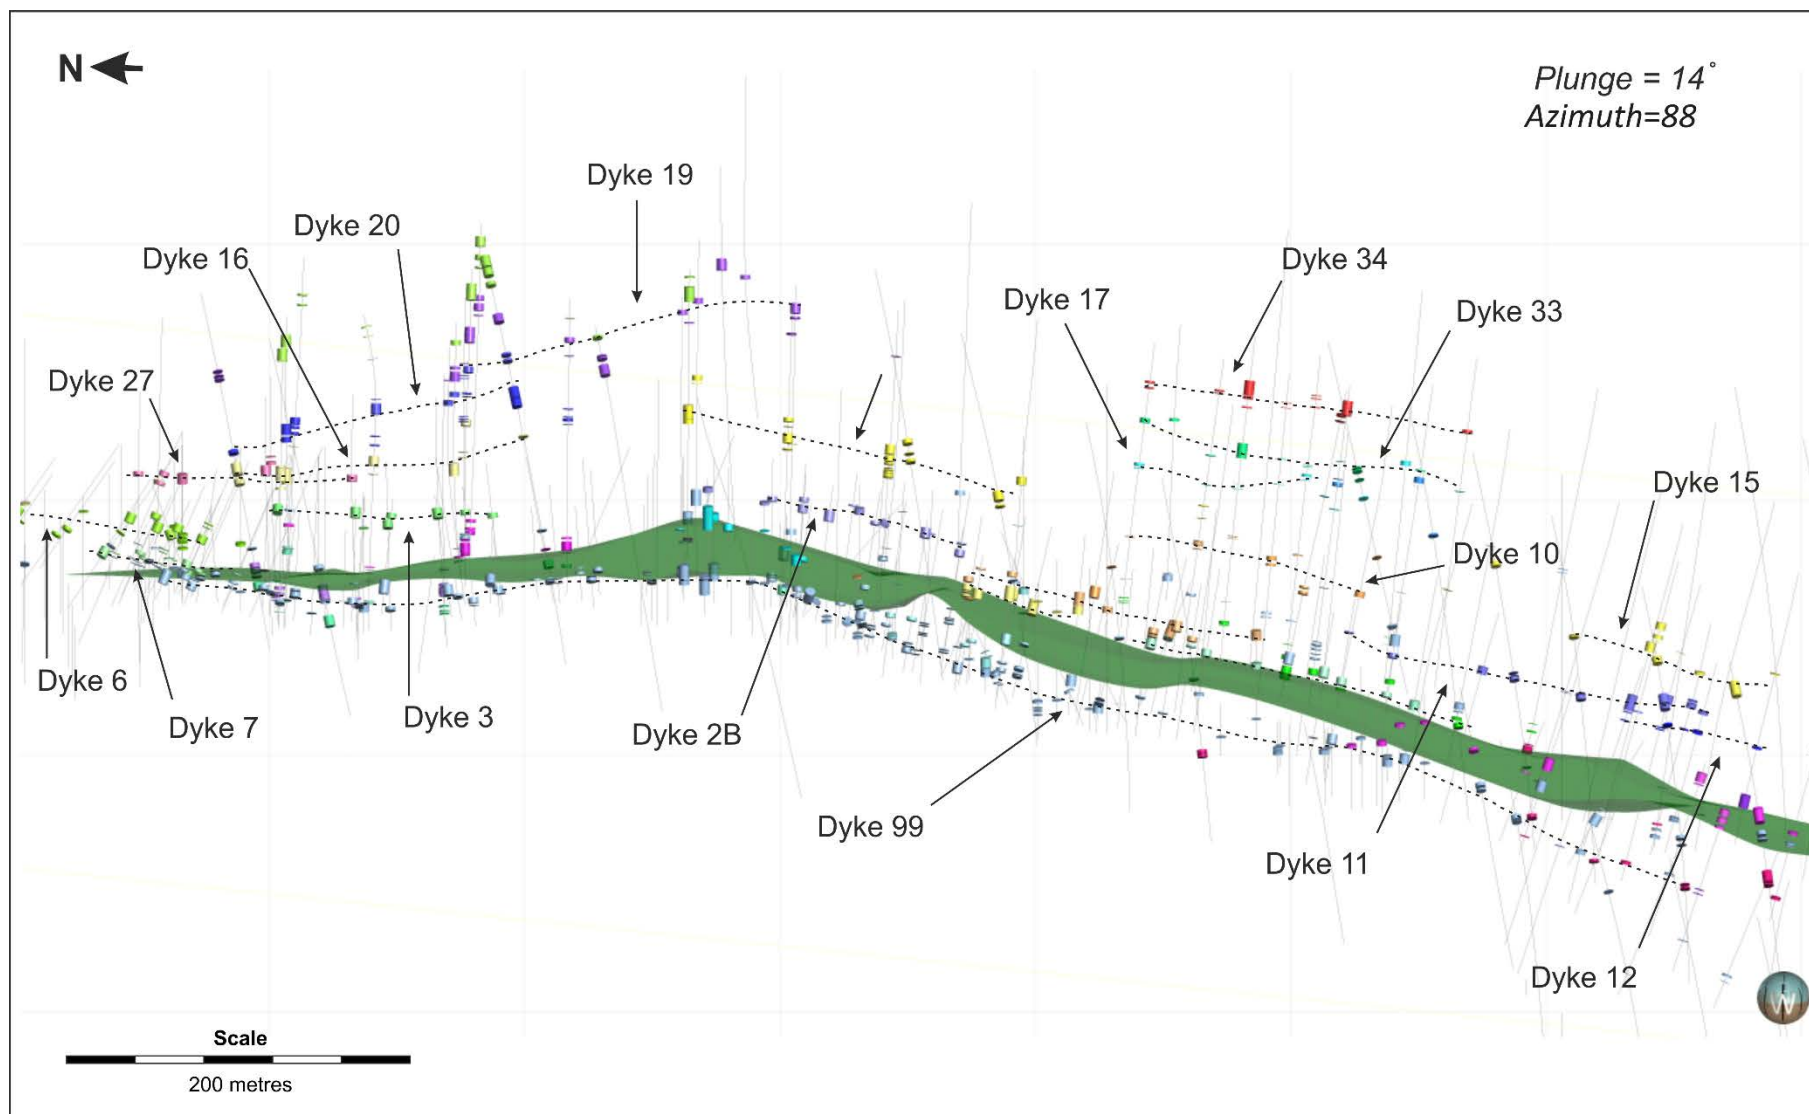 N
Plunge = 14°
Azimuth=88
Dyke 19
Dyke 20
Dyke 16
Dyke 34
Dyke 17
Dyke 33
Dyke 27
Dyke 15
Dyke 10
Dyke 6
Dyke 7
Dyke 3
Dyke 2B
Dyke 99
Dyke 11
Dyke 12
W
Scale
200 metres